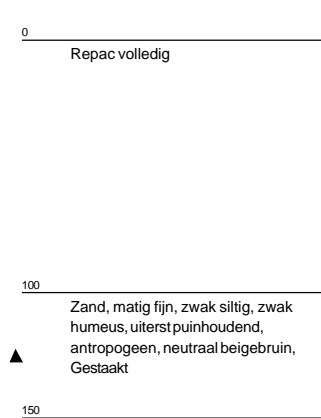 0
Repac volledig
100
Zand, matig fijn, zwak siltig, zwak
humeus, uiterst puinhoudend,
antropogeen, neutraal beigebruin,
Gestaakt
150